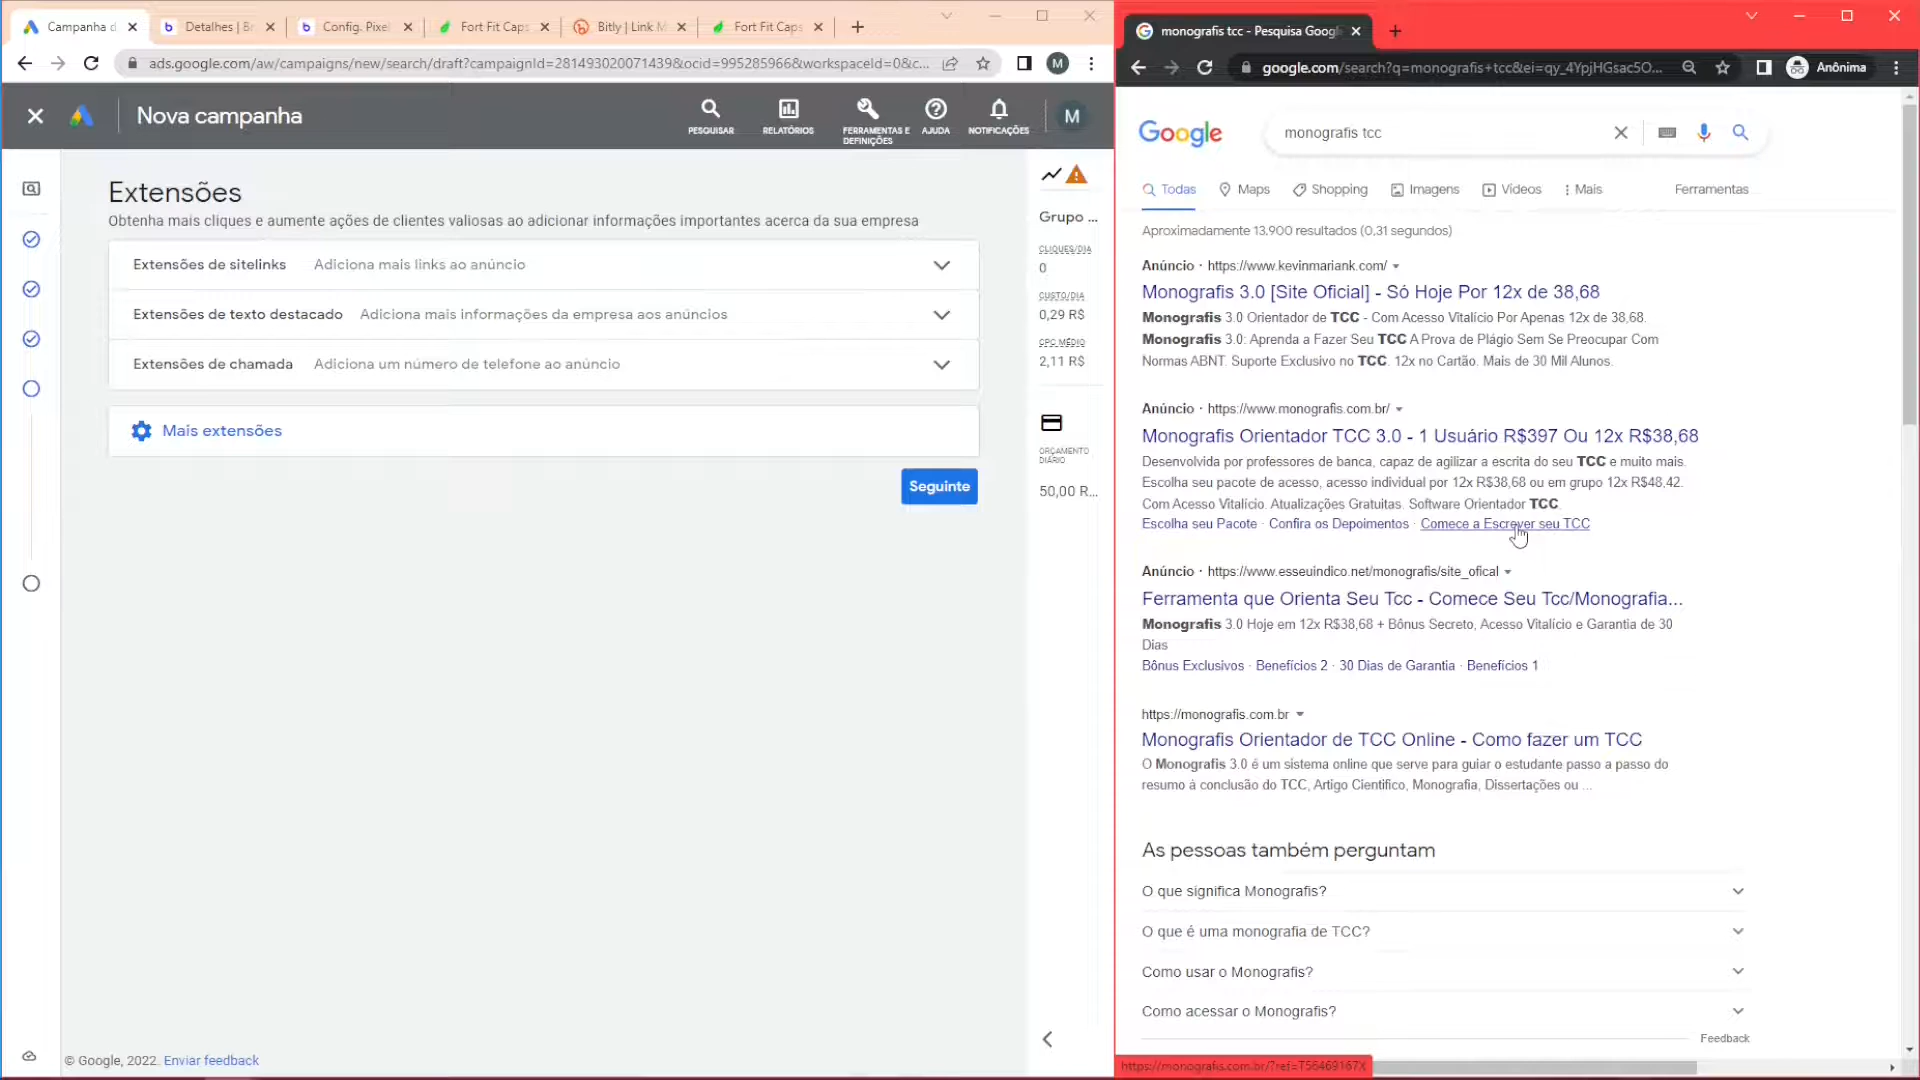 Campanha d
Detalhes | Br
Config. Pixel
Fort Fit Caps
Bitly | Link M
Fort Fit Caps
ads.google.com/aw/campaigns/new/search/draft?campaignId=281493020071439&ocid=995285966&workspaceId=0&c...
M
Nova campanha
PESQUISAR
RELATÓRIOS
FERRAMENTAS E DEFINIÇÕES
AJUDA
NOTIFICAÇÕES
M
Extensões
Obtenha mais cliques e aumente ações de clientes valiosas ao adicionar informações importantes acerca da sua empresa
Extensões de sitelinks Adiciona mais links ao anúncio
Extensões de texto destacado Adiciona mais informações da empresa aos anúncios
Extensões de chamada Adiciona um número de telefone ao anúncio
Mais extensões
Seguinte
Grupo ...
CLIQUES/DIA
0
CUSTO/DIA
0,29 R$
CPC MÉDIO
2,11 R$
ORÇAMENTO
DIÁRIO
50,00 R...
© Google, 2022. Enviar feedback
monografis tcc - Pesquisa Googl
google.com/search?q=monografis+tcc&ei=qy_4YpjHGsac5O...
Anônima
Google
monografis tcc
Todas
Maps
Shopping
Imagens
Vídeos
Mais
Ferramentas
Aproximadamente 13.900 resultados (0,31 segundos)
Anúncio · https://www.kevinmariank.com/
Monografis 3.0 [Site Oficial] - Só Hoje Por 12x de 38,68
Monografis 3.0 Orientador de TCC - Com Acesso Vitalício Por Apenas 12x de 38,68.
Monografis 3.0: Aprenda a Fazer Seu TCC A Prova de Plágio Sem Se Preocupar Com
Normas ABNT. Suporte Exclusivo no TCC. 12x no Cartão. Mais de 30 Mil Alunos.
Anúncio · https://www.monografis.com.br/
Monografis Orientador TCC 3.0 - 1 Usuário R$397 Ou 12x R$38,68
Desenvolvida por professores de banca, capaz de agilizar a escrita do seu TCC e muito mais.
Escolha seu pacote de acesso, acesso individual por 12x R$38,68 ou em grupo 12x R$48,42.
Com Acesso Vitalício. Atualizações Gratuitas. Software Orientador TCC.
Escolha seu Pacote · Confira os Depoimentos · Comece a Escrever seu TCC
Anúncio · https://www.esseuindico.net/monografis/site_ofical
Ferramenta que Orienta Seu Tcc - Comece Seu Tcc/Monografia...
Monografis 3.0 Hoje em 12x R$38,68 + Bônus Secreto, Acesso Vitalício e Garantia de 30
Dias
Bônus Exclusivos · Benefícios 2 · 30 Dias de Garantia · Benefícios 1
https://monografis.com.br
Monografis Orientador de TCC Online - Como fazer um TCC
O Monografis 3.0 é um sistema online que serve para guiar o estudante passo a passo do
resumo à conclusão do TCC, Artigo Científico, Monografia, Dissertações ou ...
As pessoas também perguntam
O que significa Monografis?
O que é uma monografia de TCC?
Como usar o Monografis?
Como acessar o Monografis?
Feedback
https://monografis.com.br/?ref=T56469167X